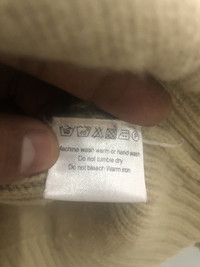 Machine wash warm or hand wash
Do not tumble dry
Do not bleach Warm iron